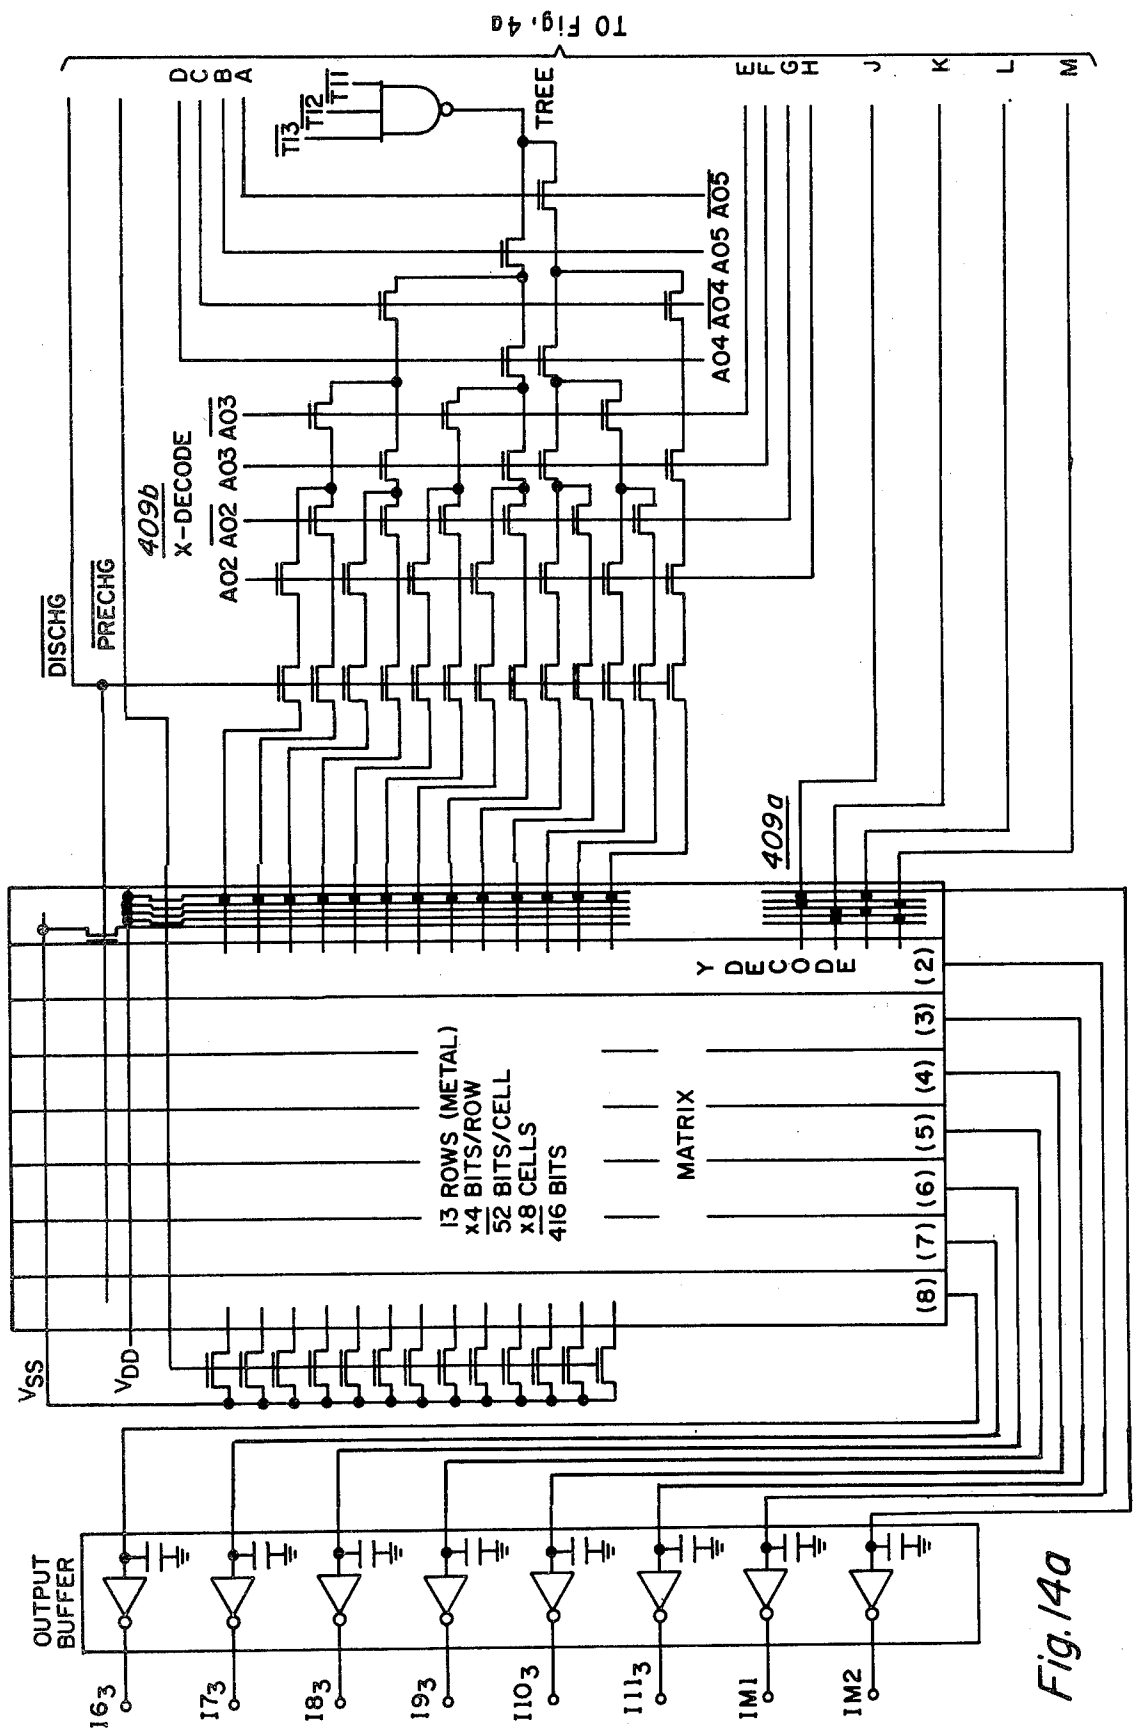 TO Fig. 4a
D
C
B
A
T13
T12
T11
TREE
E
F
G
H
J
K
L
M
DISCHG
PRECHG
409b
X-DECODE
A02 A02 A03 A03
A04 A04 A05 A05
409a
Y DECODE
VSS
VDD
13 ROWS (METAL)
x4 BITS/ROW
52 BITS/CELL
x8 CELLS
416 BITS
MATRIX
(2)
(3)
(4)
(5)
(6)
(7)
(8)
OUTPUT
BUFFER
I6₃
I7₃
I8₃
I9₃
I10₃
I11₃
IM1
IM2
Fig.14a